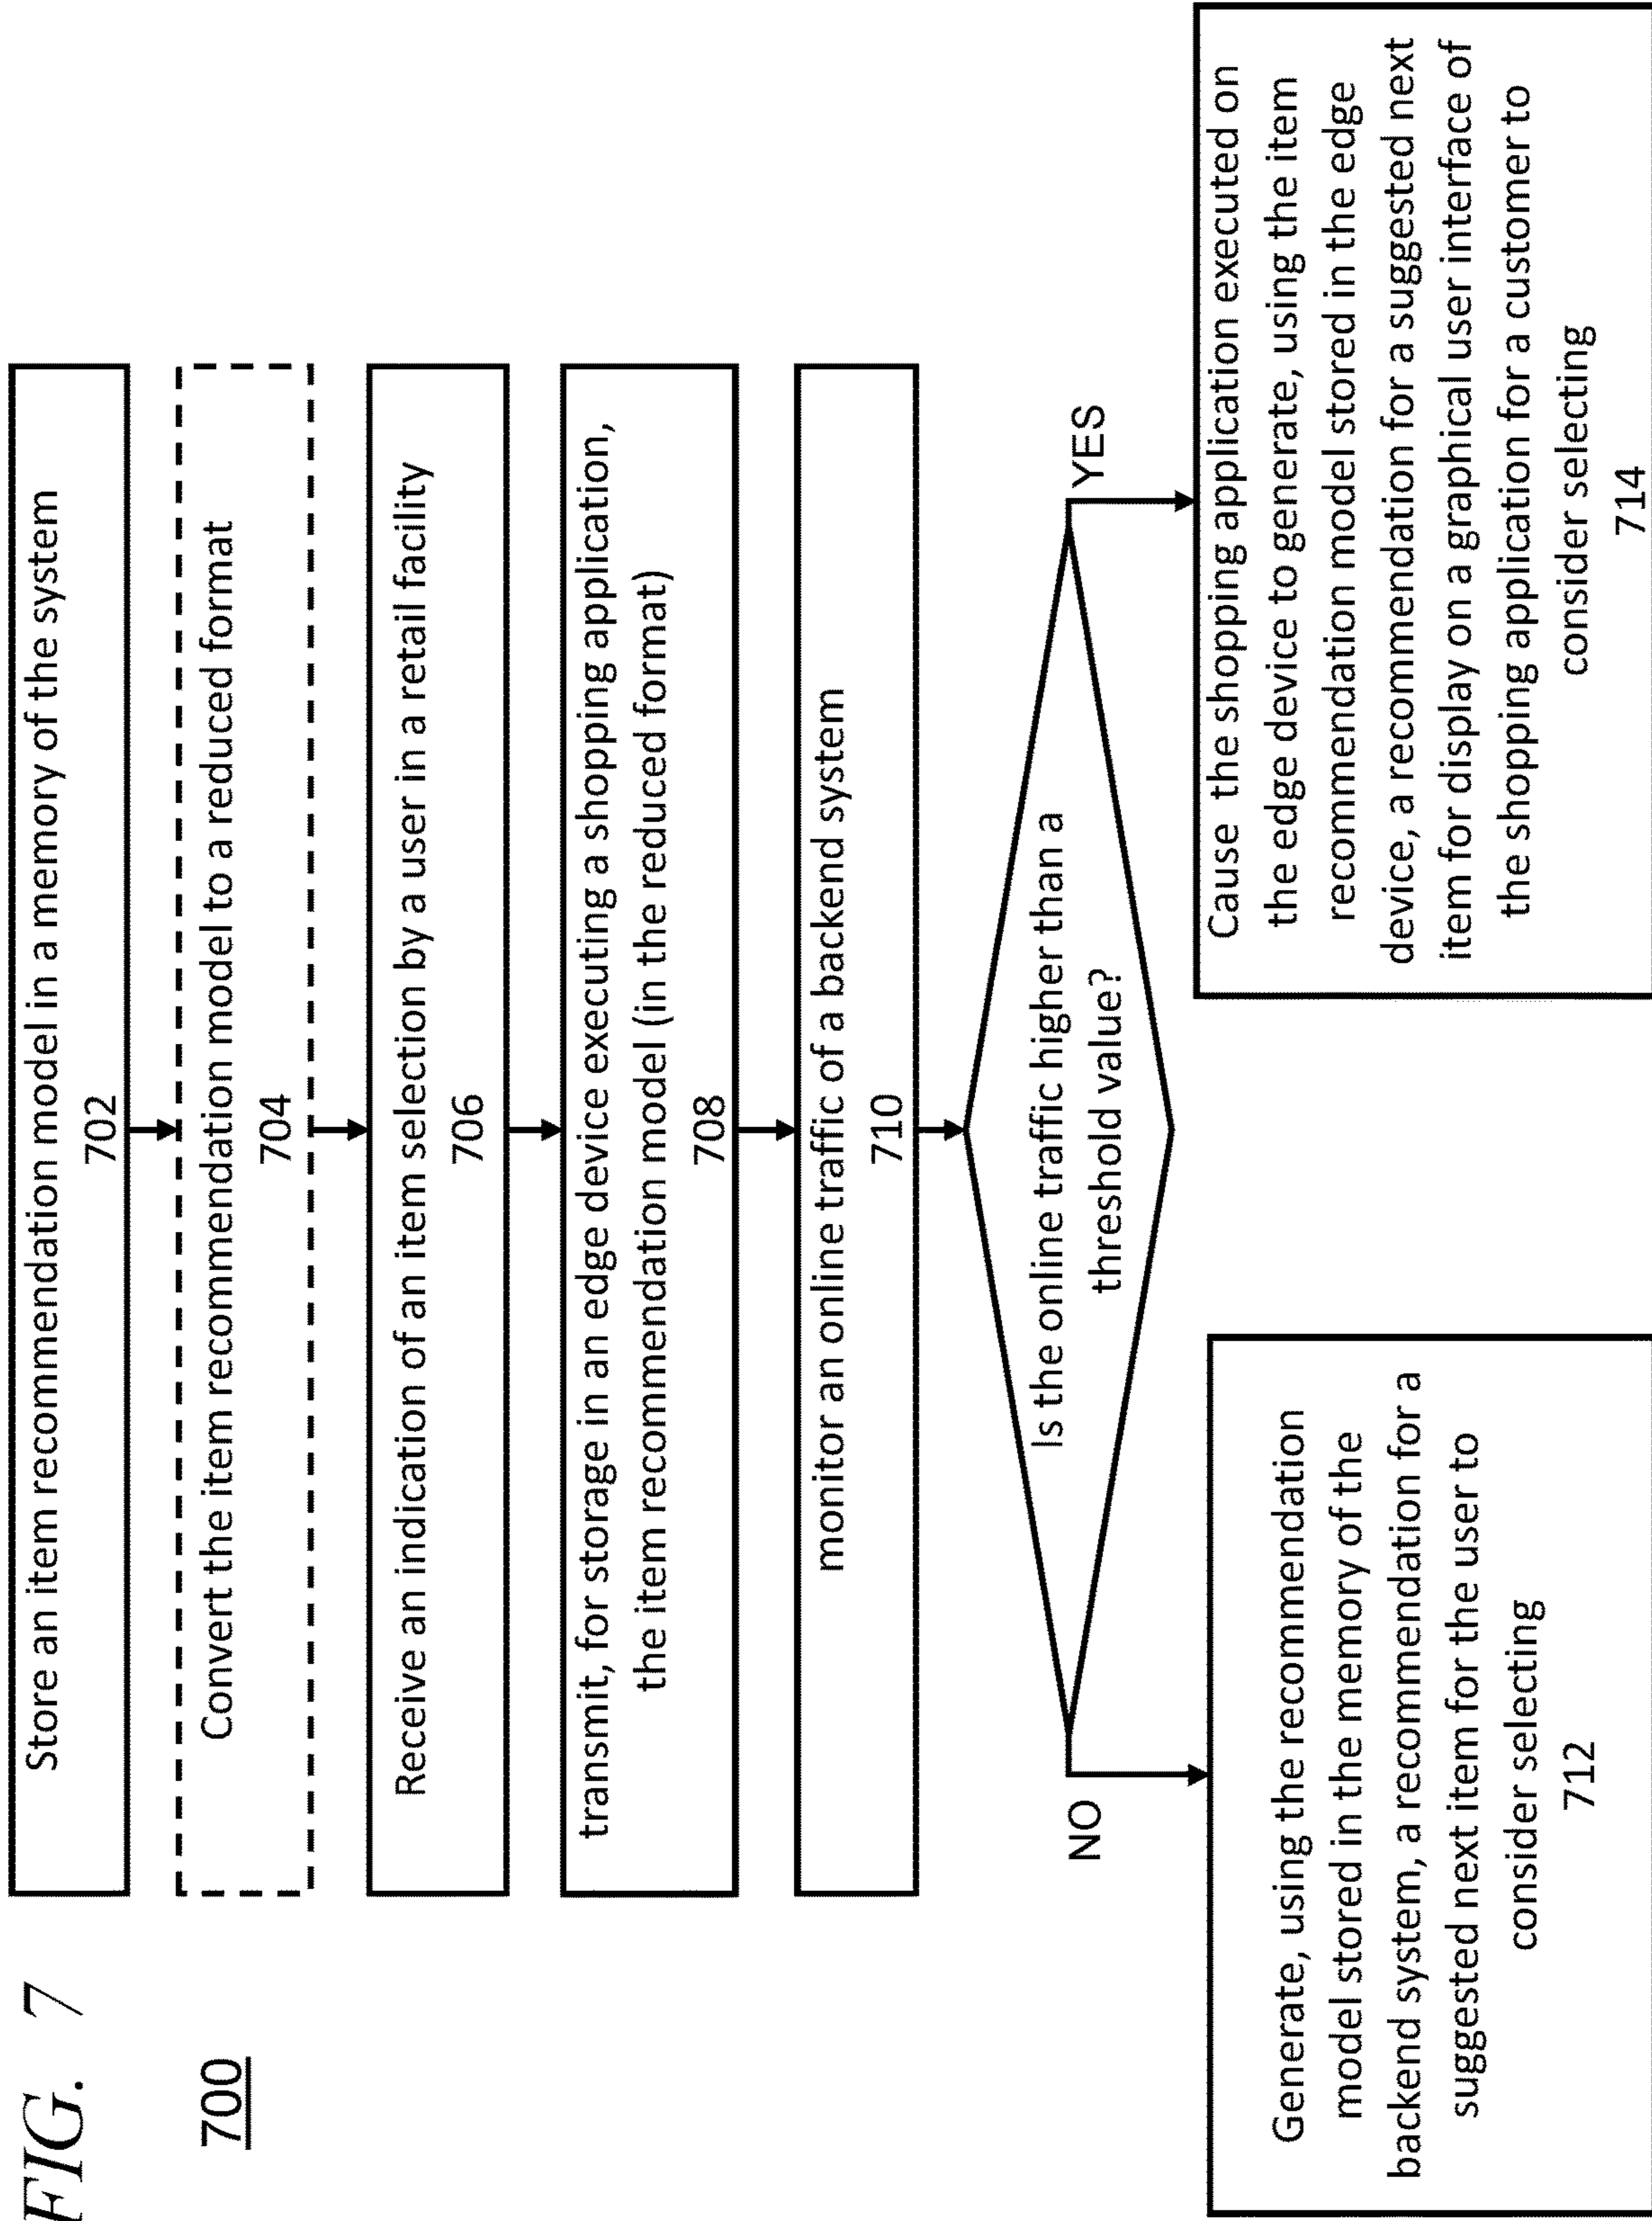 FIG. 7
700
Store an item recommendation model in a memory of the system
702
Convert the item recommendation model to a reduced format
704
Receive an indication of an item selection by a user in a retail facility
706
transmit, for storage in an edge device executing a shopping application,
the item recommendation model (in the reduced format)
708
monitor an online traffic of a backend system
710
Is the online traffic higher than a
threshold value?
NO
YES
Generate, using the recommendation
model stored in the memory of the
backend system, a recommendation for a
suggested next item for the user to
consider selecting
712
Cause the shopping application executed on
the edge device to generate, using the item
recommendation model stored in the edge
device, a recommendation for a suggested next
item for display on a graphical user interface of
the shopping application for a customer to
consider selecting
714